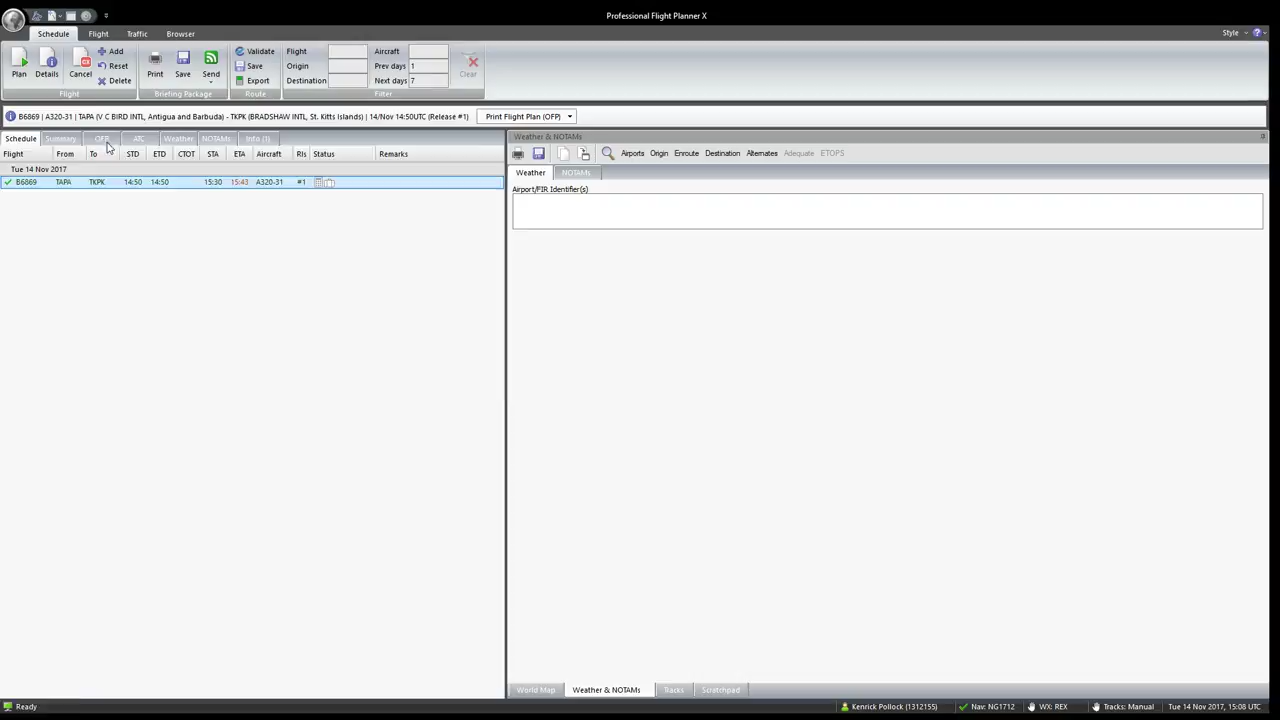 Professional Flight Planner X
Schedule Flight Traffic Browser Style
Plan Details Cancel Add Reset Delete Flight
Print Save Send Briefing Package
Validate Save Export Route
Flight Origin Destination Aircraft Prev days 1 Next days 7 Clear Filter
B6869 | A320-31 | TAPA (V C BIRD INTL, Antigua and Barbuda) - TKPK (BRADSHAW INTL, St. Kitts Islands) | 14/Nov 14:50UTC (Release #1) Print Flight Plan (OFP)
Schedule Summary OFP ATC Weather NOTAMs Info (1)
Flight From To STD ETD CTOT STA ETA Aircraft Rls Status Remarks
Tue 14 Nov 2017
B6869 TAPA TKPK 14:50 14:50 15:30 15:43 A320-31 #1
Weather & NOTAMs
Airports Origin Enroute Destination Alternates Adequate ETOPS
Weather NOTAMs
Airport/FIR Identifier(s)
World Map Weather & NOTAMs Tracks Scratchpad
Ready Kenrick Pollock (1312155) Nav: NG1712 WX: REX Tracks: Manual Tue 14 Nov 2017, 15:08 UTC